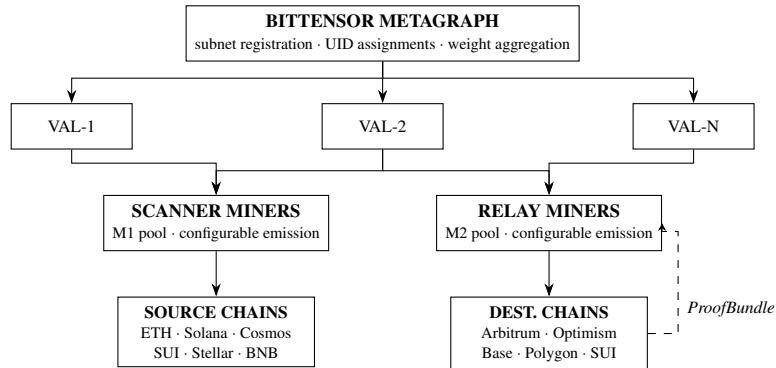 BITTENSOR METAGRAPH
subnet registration · UID assignments · weight aggregation
VAL-1
VAL-2
VAL-N
SCANNER MINERS
M1 pool · configurable emission
RELAY MINERS
M2 pool · configurable emission
SOURCE CHAINS
ETH · Solana · Cosmos
SUI · Stellar · BNB
DEST. CHAINS
Arbitrum · Optimism
Base · Polygon · SUI
ProofBundle